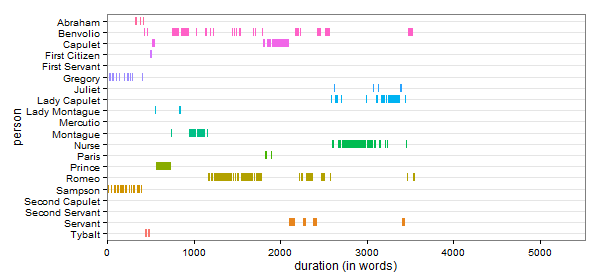 Abraham
Benvolio
Capulet
First Citizen
First Servant
Gregory
Juliet
Lady Capulet
Lady Montague
Mercutio
Montague
Nurse
Paris
Prince
Romeo
Sampson
Second Capulet
Second Servant
Servant
Tybalt
person
0 1000 2000 3000 4000 5000
duration (in words)